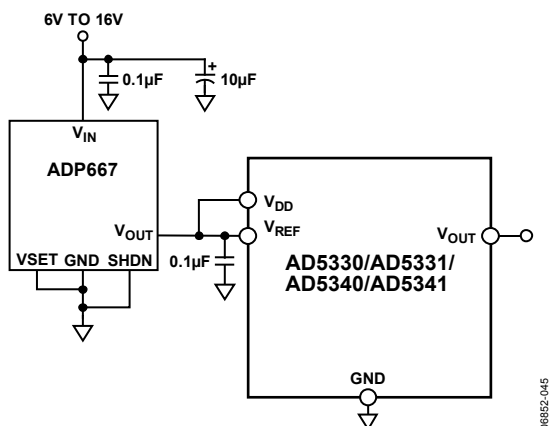 6V TO 16V
0.1µF
10µF
+
VIN
ADP667
VOUT
VSET GND SHDN
0.1µF
VDD
VREF
VOUT
AD5330/AD5331/
AD5340/AD5341
GND
06852-045